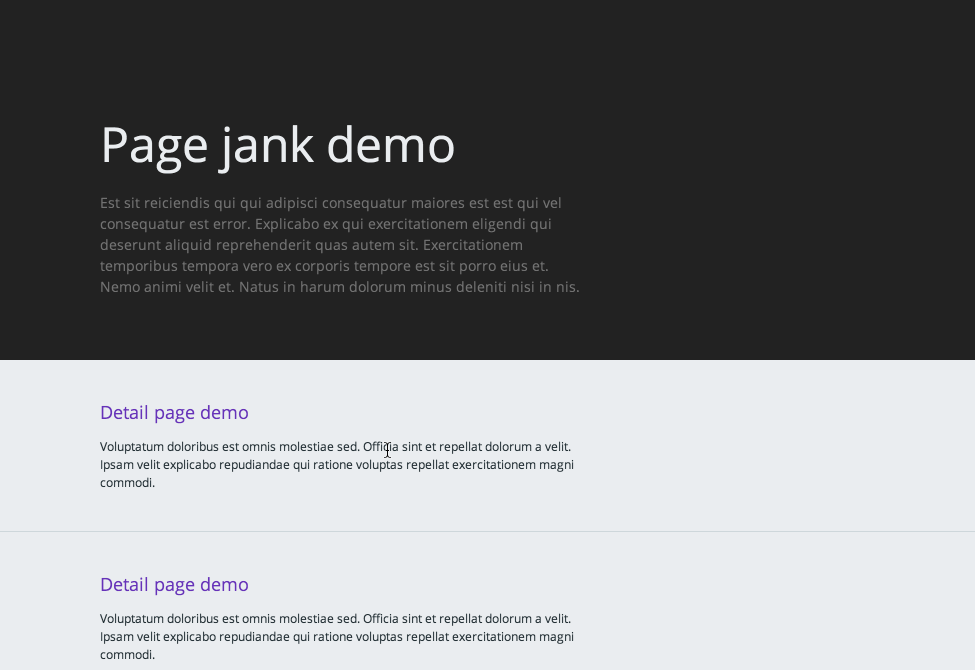 Page jank demo
Est sit reiciendis qui qui adipisci consequatur maiores est est qui vel
consequatur est error. Explicabo ex qui exercitationem eligendi qui
deserunt aliquid reprehenderit quas autem sit. Exercitationem
temporibus tempora vero ex corporis tempore est sit porro eius et.
Nemo animi velit et. Natus in harum dolorum minus deleniti nisi in nis.
Detail page demo
Voluptatum doloribus est omnis molestiae sed. Officia sint et repellat dolorum a velit.
Ipsam velit explicabo repudiandae qui ratione voluptas repellat exercitationem magni
commodi.
Detail page demo
Voluptatum doloribus est omnis molestiae sed. Officia sint et repellat dolorum a velit.
Ipsam velit explicabo repudiandae qui ratione voluptas repellat exercitationem magni
commodi.